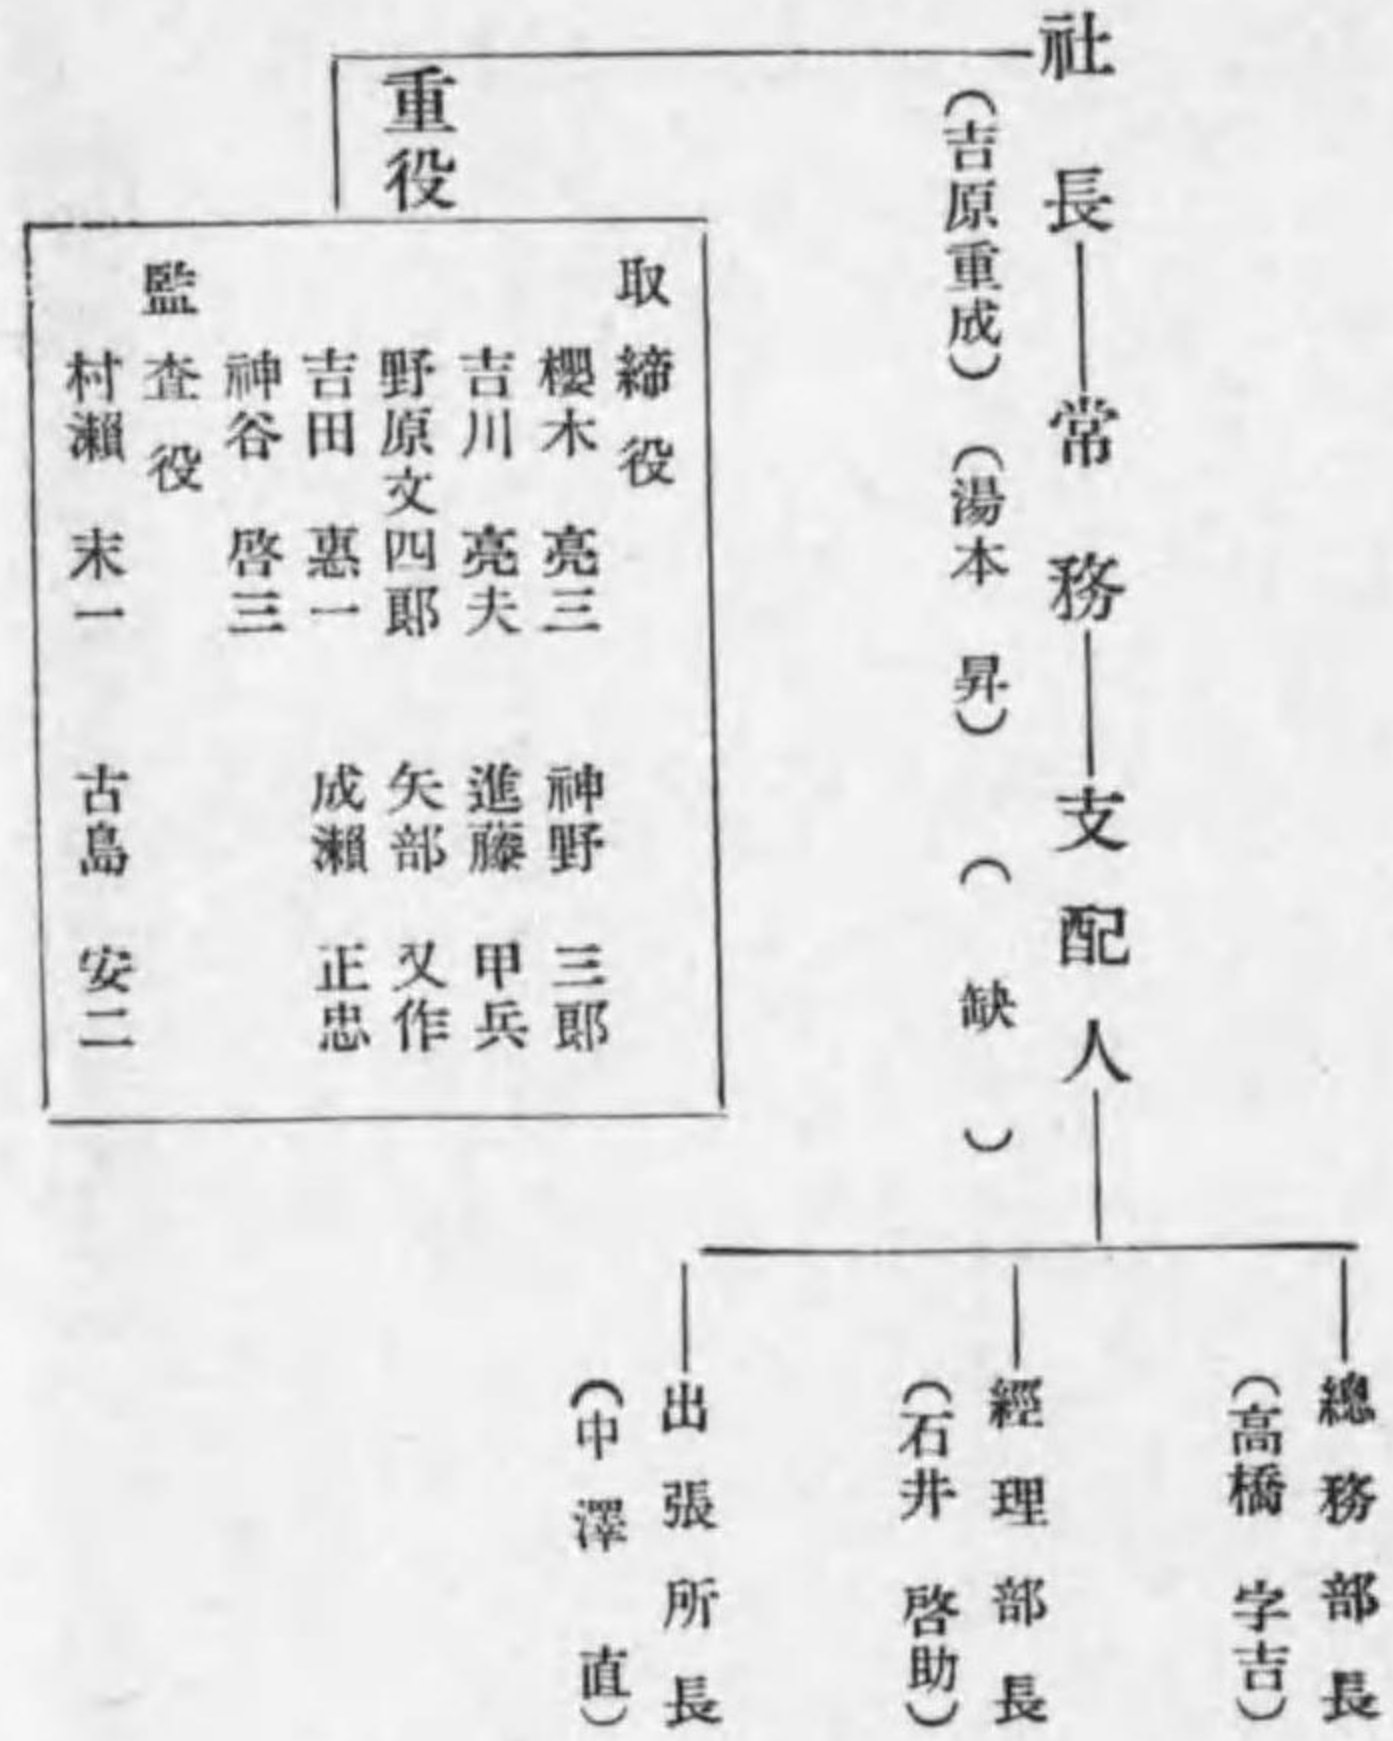 社長―常務―支配人
(吉原重成) (湯本 昇) (缺)
總務部長
(高橋 字吉)
經理部長
(石井 啓助)
出張所長
(中澤 直)
重役
取締役
櫻木 亮三 神野 三郎
吉川 亮夫 進藤 甲兵
野原文四郎 矢部 又作
吉田 惠一 成瀨 正忠
神谷 啓三
監査役
村瀨 末一 古島 安二